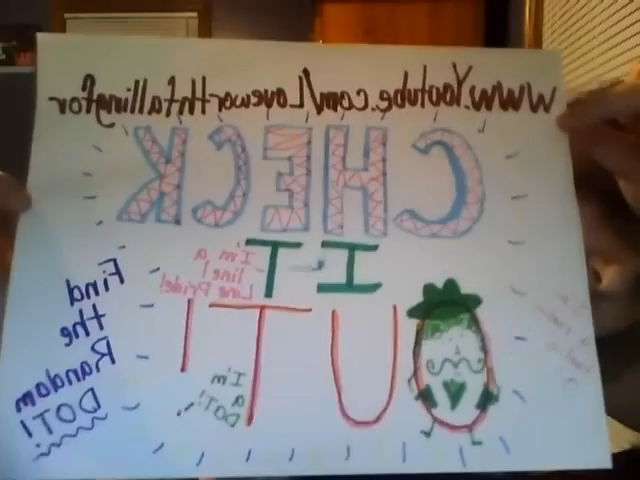 www.Youtube.com/Loveworthfallingfor
CHECK
IT
I'm a
line!
Line Pride!
OUT!
I'm
a
DOT!
Find
the
Random
DOT!